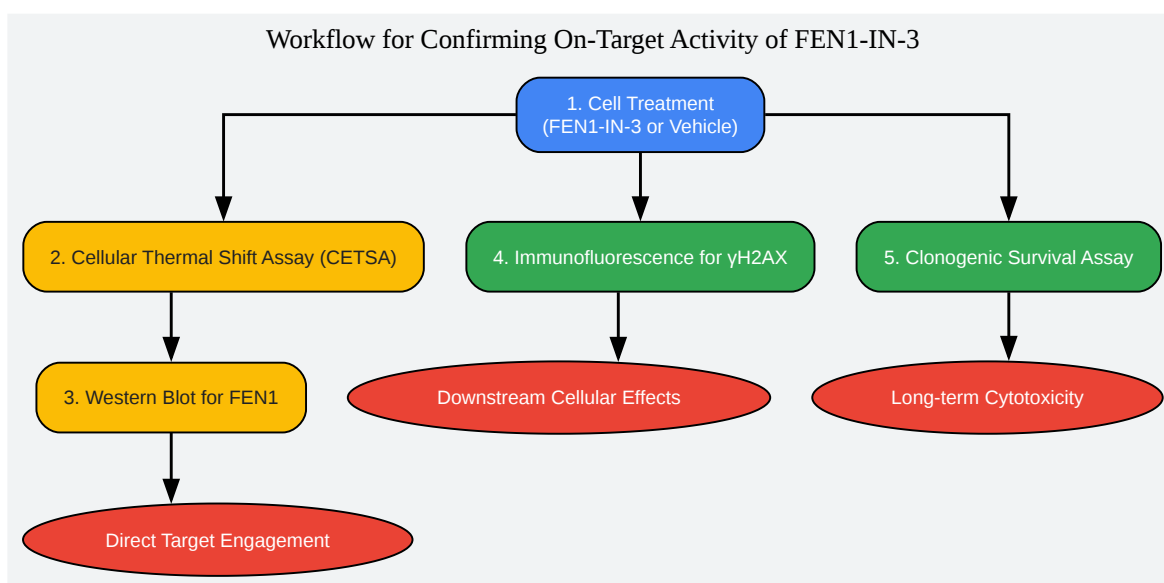 Workflow for Confirming On-Target Activity of FEN1-IN-3
1. Cell Treatment
(FEN1-IN-3 or Vehicle)
2. Cellular Thermal Shift Assay (CETSA)
4. Immunofluorescence for γH2AX
5. Clonogenic Survival Assay
3. Western Blot for FEN1
Downstream Cellular Effects
Long-term Cytotoxicity
Direct Target Engagement